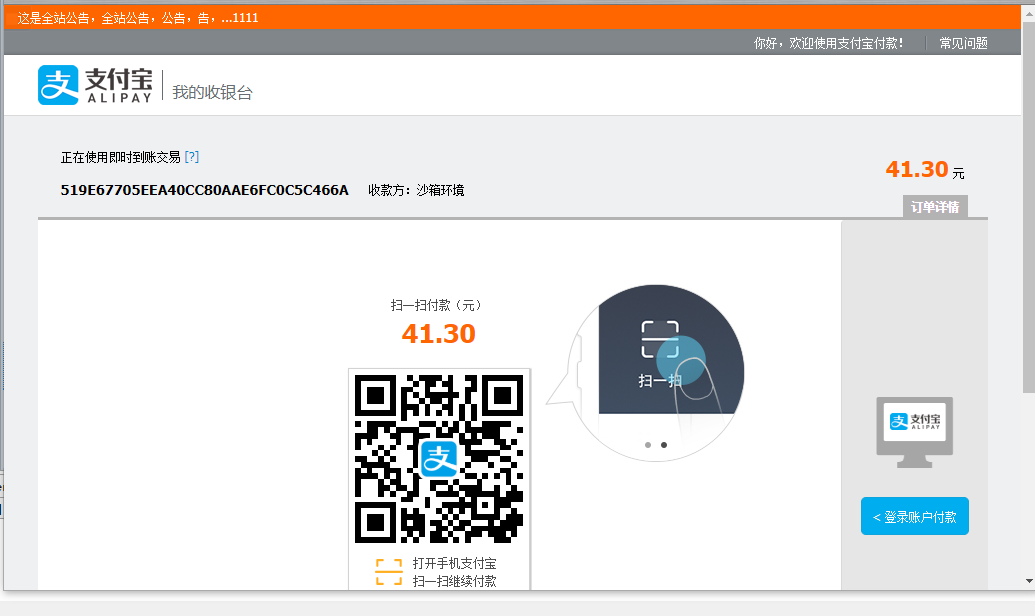 这是全站公告，全站公告，公告，告，...1111
你好，欢迎使用支付宝付款！
常见问题
支付宝
ALIPAY
我的收银台
正在使用即时到账交易 [?]
519E67705EEA40CC80AAE6FC0C5C466A 收款方：沙箱环境
41.30 元
订单详情
扫一扫付款（元）
41.30
扫一扫
支
支付宝
ALIPAY
< 登录账户付款
打开手机支付宝
扫一扫继续付款